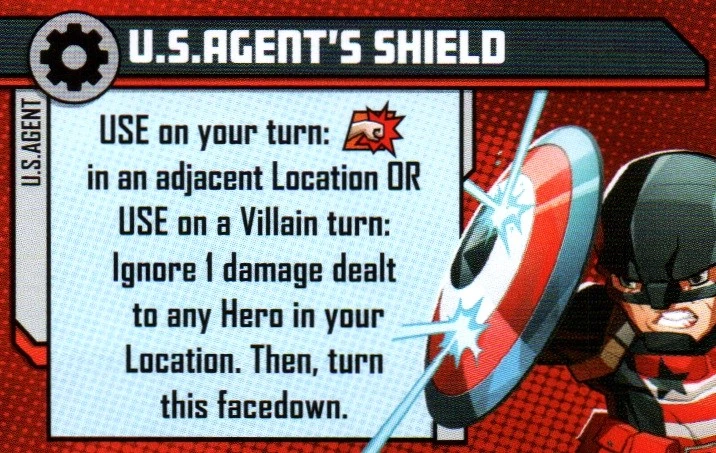 U.S.AGENT'S SHIELD
U.S.AGENT
USE on your turn:
in an adjacent Location OR
USE on a Villain turn:
Ignore 1 damage dealt
to any Hero in your
Location. Then, turn
this facedown.